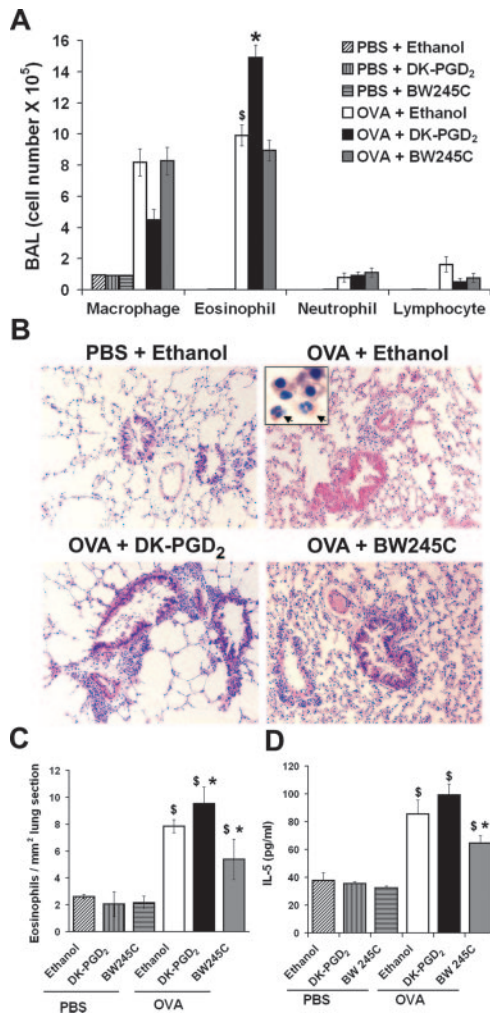 A
BAL (cell number X 10⁵)
16
14
12
10
8
6
4
2
0
$
*
PBS + Ethanol
PBS + DK-PGD₂
PBS + BW245C
OVA + Ethanol
OVA + DK-PGD₂
OVA + BW245C
Macrophage Eosinophil Neutrophil Lymphocyte
B
PBS + Ethanol OVA + Ethanol
OVA + DK-PGD₂ OVA + BW245C
C
Eosinophils / mm² lung section
12
10
8
6
4
2
0
$
$ *
$ *
Ethanol
DK-PGD₂
BW245C
Ethanol
DK-PGD₂
BW245C
PBS OVA
D
IL-5 (pg/ml)
120
100
80
60
40
20
0
$
$
$ *
Ethanol
DK-PGD₂
BW 245C
Ethanol
DK-PGD₂
BW 245C
PBS OVA